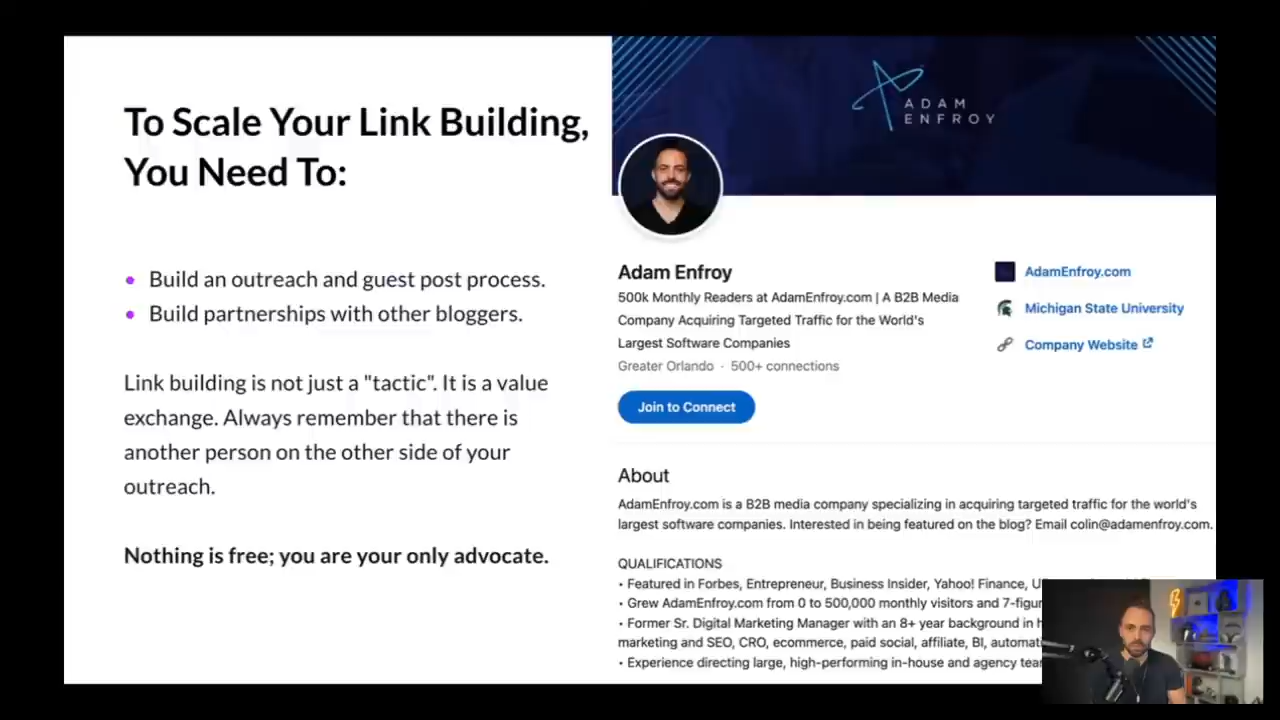 To Scale Your Link Building,
You Need To:
• Build an outreach and guest post process.
• Build partnerships with other bloggers.
Link building is not just a "tactic". It is a value
exchange. Always remember that there is
another person on the other side of your
outreach.
Nothing is free; you are your only advocate.
ADAM
ENFROY
Adam Enfroy
500k Monthly Readers at AdamEnfroy.com | A B2B Media
Company Acquiring Targeted Traffic for the World's
Largest Software Companies
Greater Orlando · 500+ connections
Join to Connect
AdamEnfroy.com
Michigan State University
Company Website
About
AdamEnfroy.com is a B2B media company specializing in acquiring targeted traffic for the world's
largest software companies. Interested in being featured on the blog? Email colin@adamenfroy.com.
QUALIFICATIONS
• Featured in Forbes, Entrepreneur, Business Insider, Yahoo! Finance,
• Grew AdamEnfroy.com from 0 to 500,000 monthly visitors and
• Former Sr. Digital Marketing Manager with an 8+ year background in
marketing and SEO, CRO, ecommerce, paid social, affiliate, BI,
• Experience directing large, high-performing in-house and agency